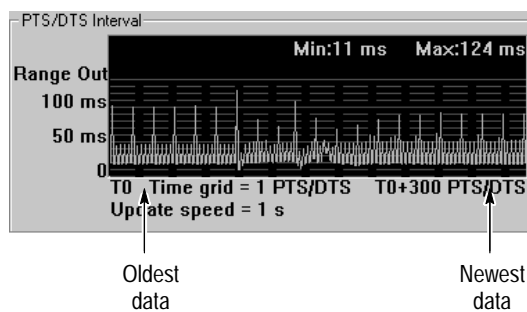 PTS/DTS Interval
Min:11 ms Max:124 ms
Range Out
100 ms
50 ms
0
T0 Time grid = 1 PTS/DTS T0+300 PTS/DTS
Update speed = 1 s
Oldest
data
Newest
data